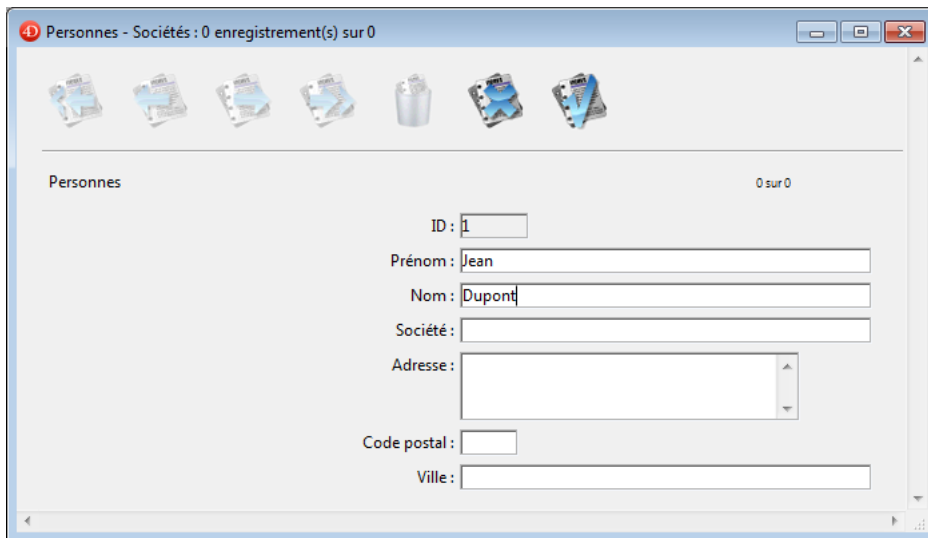 4D Personnes - Sociétés : 0 enregistrement(s) sur 0
Personnes
0 sur 0
ID : 1
Prénom : Jean
Nom : Dupont
Société :
Adresse :
Code postal :
Ville :